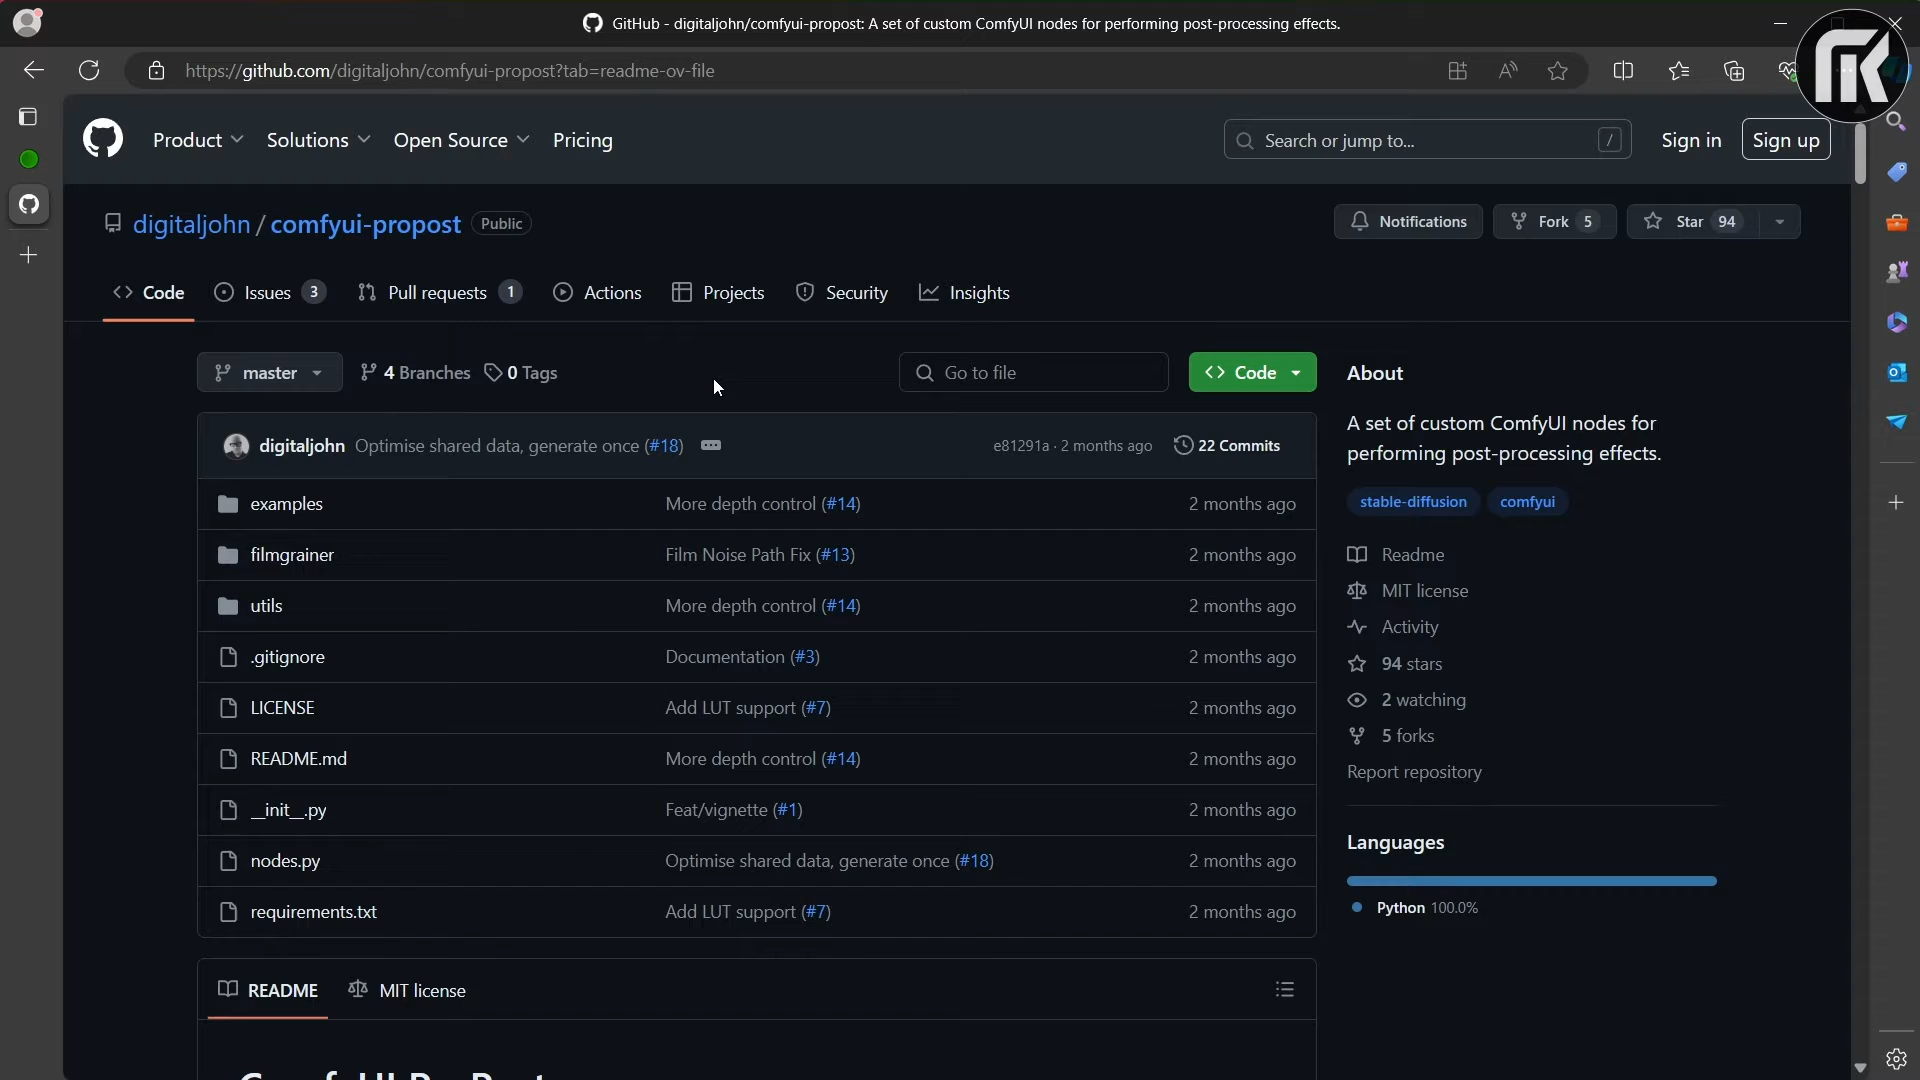 GitHub - digitaljohn/comfyui-propost: A set of custom ComfyUI nodes for performing post-processing effects.
https://github.com/digitaljohn/comfyui-propost?tab=readme-ov-file
Product Solutions Open Source Pricing Search or jump to... / Sign in Sign up
digitaljohn / comfyui-propost Public Notifications Fork 5 Star 94
Code Issues 3 Pull requests 1 Actions Projects Security Insights
master 4 Branches 0 Tags Go to file Code
digitaljohn Optimise shared data, generate once (#18) e81291a · 2 months ago 22 Commits
examples More depth control (#14) 2 months ago
filmgrainer Film Noise Path Fix (#13) 2 months ago
utils More depth control (#14) 2 months ago
.gitignore Documentation (#3) 2 months ago
LICENSE Add LUT support (#7) 2 months ago
README.md More depth control (#14) 2 months ago
__init__.py Feat/vignette (#1) 2 months ago
nodes.py Optimise shared data, generate once (#18) 2 months ago
requirements.txt Add LUT support (#7) 2 months ago
README MIT license
About
A set of custom ComfyUI nodes for
performing post-processing effects.
stable-diffusion comfyui
Readme
MIT license
Activity
94 stars
2 watching
5 forks
Report repository
Languages
Python 100.0%